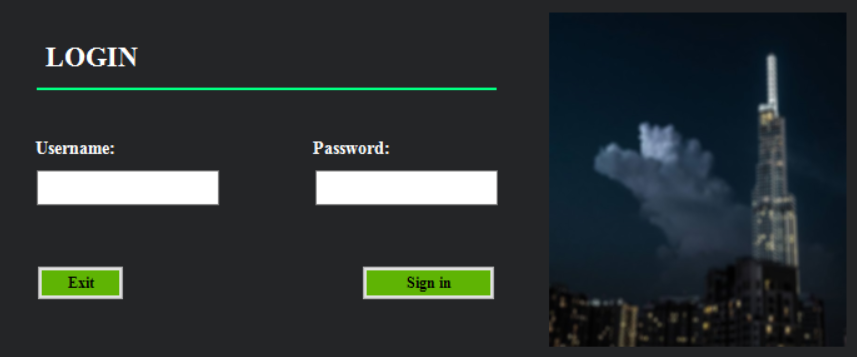 LOGIN
Username:
Password:
Exit
Sign in